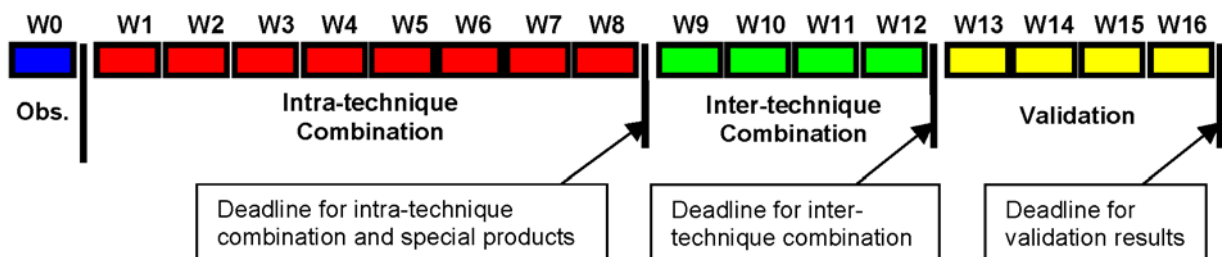 W0 W1 W2 W3 W4 W5 W6 W7 W8 W9 W10 W11 W12 W13 W14 W15 W16
Obs.
Intra-technique
Combination
Inter-technique
Combination
Validation
Deadline for intra-technique
combination and special products
Deadline for inter-
technique combination
Deadline for
validation results